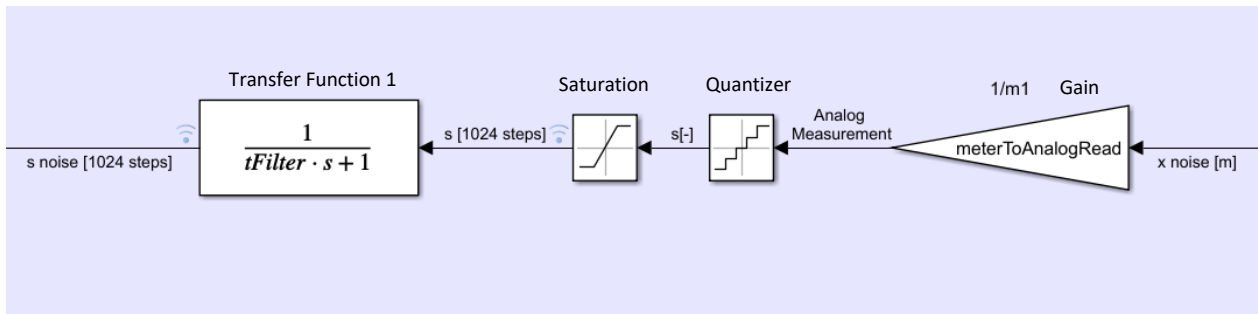 Transfer Function 1
Saturation
Quantizer
1/m1
Gain
s noise [1024 steps]
1
tFilter · s + 1
s [1024 steps]
s[-]
Analog
Measurement
meterToAnalogRead
x noise [m]